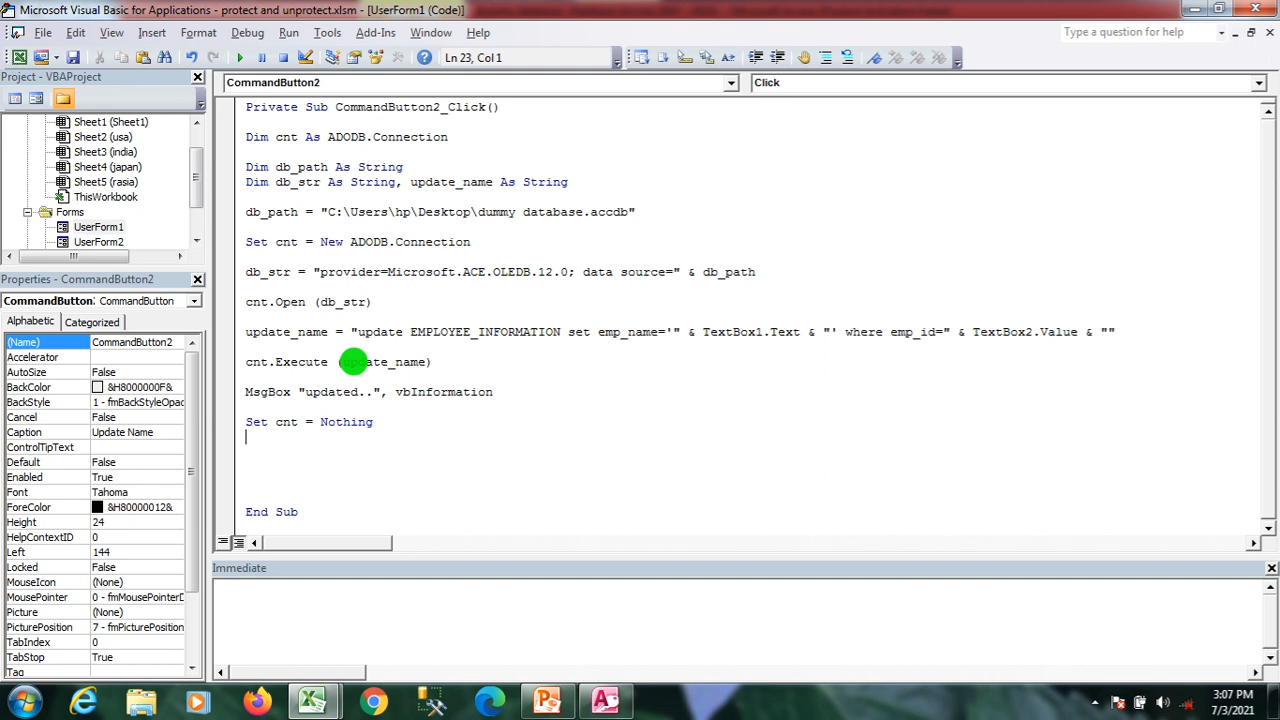 Microsoft Visual Basic for Applications - protect and unprotect.xlsm - [UserForm1 (Code)]
File Edit View Insert Format Debug Run Tools Add-Ins Window Help
Type a question for help
Ln 23, Col 1
Project - VBAProject
Sheet1 (Sheet1)
Sheet2 (usa)
Sheet3 (india)
Sheet4 (japan)
Sheet5 (rasia)
ThisWorkbook
Forms
UserForm1
UserForm2
Properties - CommandButton2
CommandButton: CommandButton
Alphabetic Categorized
(Name) CommandButton2
Accelerator
AutoSize False
BackColor &H8000000F&
BackStyle 1 - fmBackStyleOpac
Cancel False
Caption Update Name
ControlTipText
Default False
Enabled True
Font Tahoma
ForeColor &H80000012&
Height 24
HelpContextID 0
Left 144
Locked False
MouseIcon (None)
MousePointer 0 - fmMousePointerD
Picture (None)
PicturePosition 7 - fmPicturePosition
TabIndex 0
TabStop True
Tag
CommandButton2 Click
Private Sub CommandButton2_Click()
Dim cnt As ADODB.Connection
Dim db_path As String
Dim db_str As String, update_name As String
db_path = "C:\Users\hp\Desktop\dummy database.accdb"
Set cnt = New ADODB.Connection
db_str = "provider=Microsoft.ACE.OLEDB.12.0; data source=" & db_path
cnt.Open (db_str)
update_name = "update EMPLOYEE_INFORMATION set emp_name='" & TextBox1.Text & "' where emp_id=" & TextBox2.Value & ""
cnt.Execute (update_name)
MsgBox "updated..", vbInformation
Set cnt = Nothing
End Sub
Immediate
3:07 PM
7/3/2021